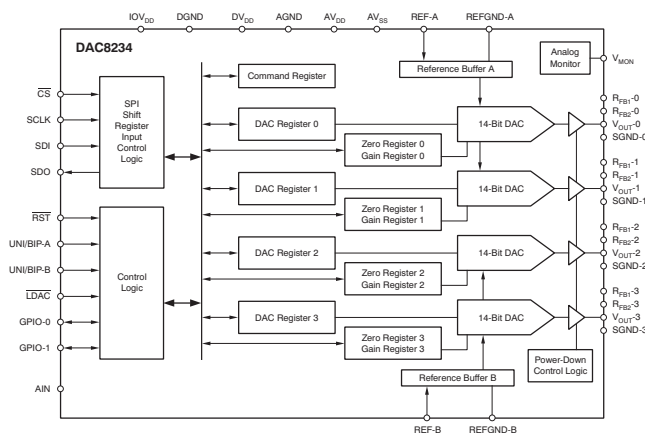 IOVDD DGND DVDD AGND AVDD AVSS REF-A REFGND-A
DAC8234
Analog
Monitor
VMON
Reference Buffer A
Command Register
CS
SCLK
SDI
SDO
SPI
Shift
Register
Input
Control
Logic
DAC Register 0
14-Bit DAC
Zero Register 0
Gain Register 0
RFB1-0
RFB2-0
VOUT-0
SGND-0
DAC Register 1
14-Bit DAC
Zero Register 1
Gain Register 1
RFB1-1
RFB2-1
VOUT-1
SGND-1
RST
UNI/BIP-A
UNI/BIP-B
LDAC
GPIO-0
GPIO-1
Control
Logic
DAC Register 2
14-Bit DAC
Zero Register 2
Gain Register 2
RFB1-2
RFB2-2
VOUT-2
SGND-2
DAC Register 3
14-Bit DAC
Zero Register 3
Gain Register 3
RFB1-3
RFB2-3
VOUT-3
SGND-3
Power-Down
Control Logic
AIN
Reference Buffer B
REF-B REFGND-B